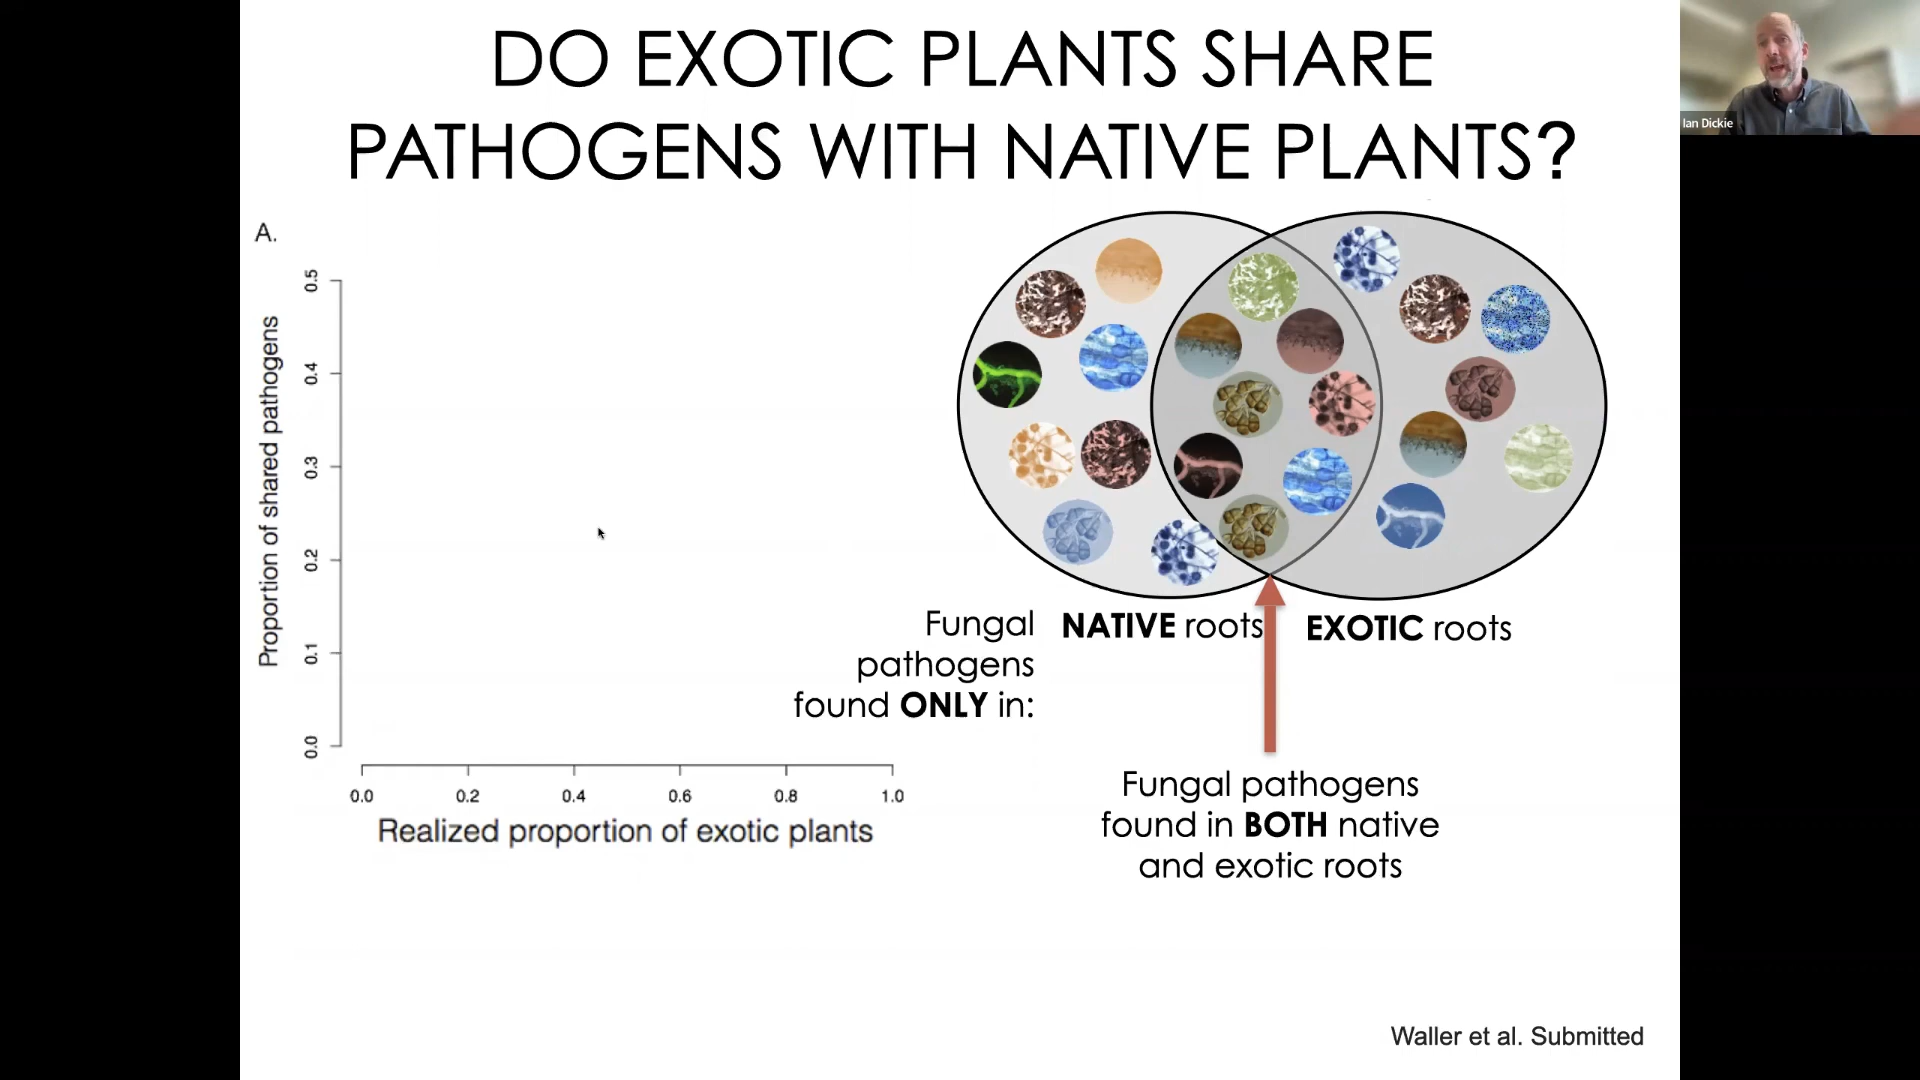 DO EXOTIC PLANTS SHARE
PATHOGENS WITH NATIVE PLANTS?
Ian Dickie
A.
Proportion of shared pathogens
0.5
0.4
0.3
0.2
0.1
0.0
0.0 0.2 0.4 0.6 0.8 1.0
Realized proportion of exotic plants
Fungal
pathogens
found ONLY in:
NATIVE roots
EXOTIC roots
Fungal pathogens
found in BOTH native
and exotic roots
Waller et al. Submitted